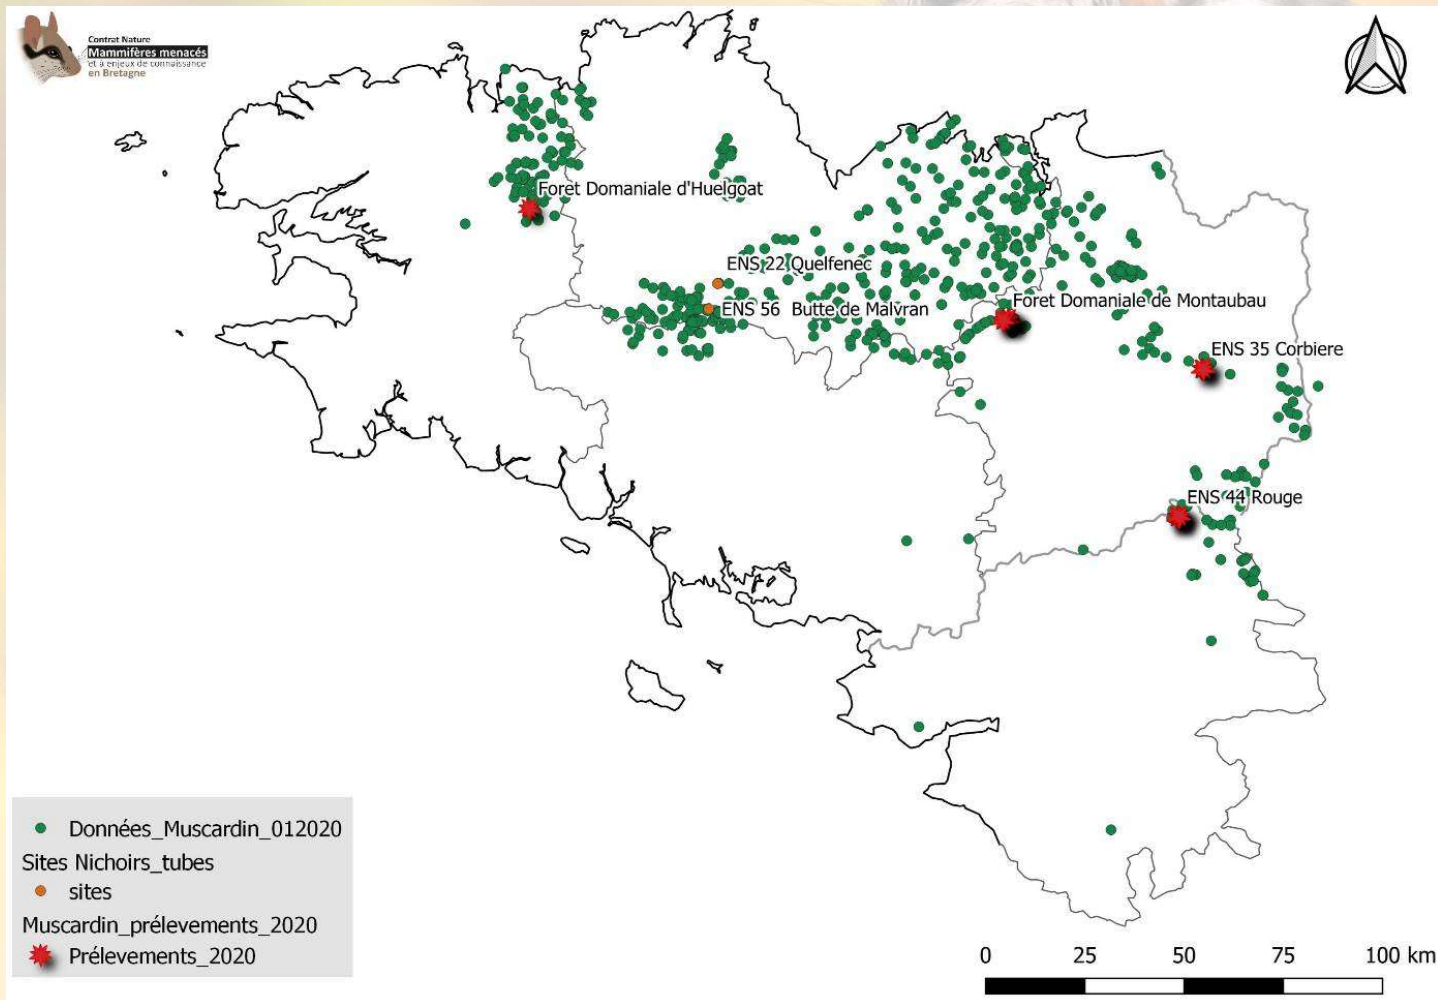 Contrat Nature
Mammifères menacés
et à enjeux de connaissance
en Bretagne
Foret Domaniale d'Huelgoat
ENS 22 Quelfenec
ENS 56 Butte de Malvran
Foret Domaniale de Montaubau
ENS 35 Corbiere
ENS 44 Rouge
Données_Muscardin_012020
Sites Nichoirs_tubes
sites
Muscardin_prélevements_2020
Prélevements_2020
0 25 50 75 100 km